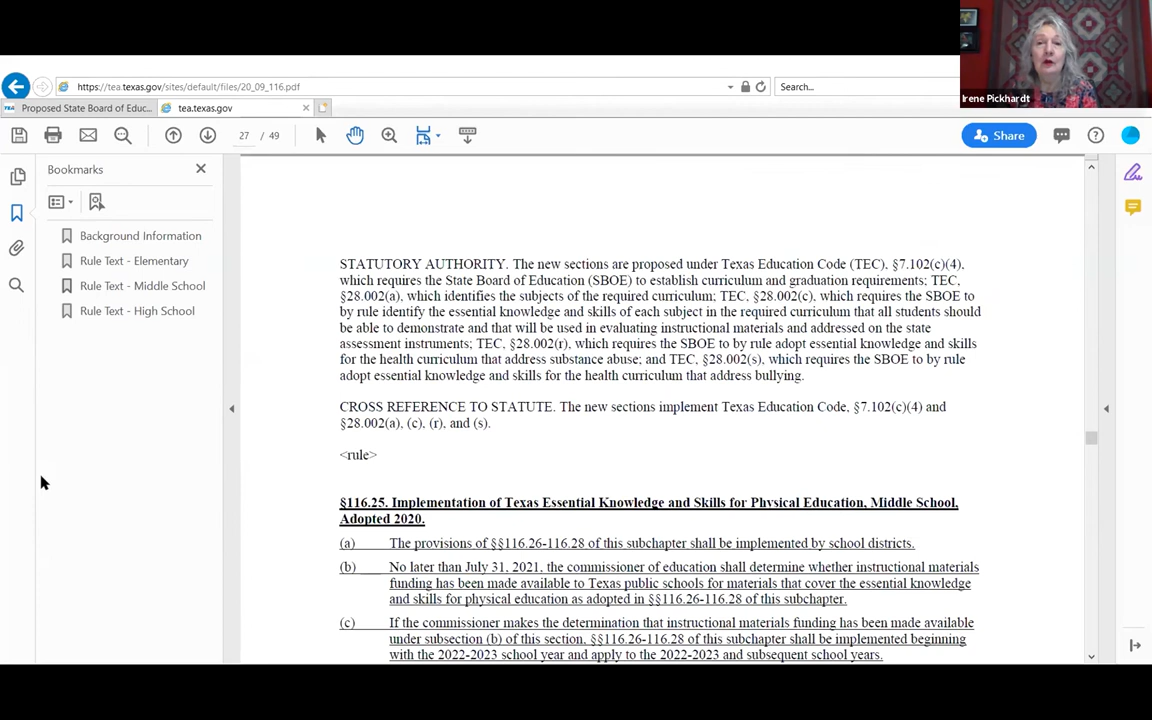 https://tea.texas.gov/sites/default/files/20_09_116.pdf
Search...
Irene Pickhardt
TEA
Proposed State Board of Educ...
tea.texas.gov
27 / 49
Share
Bookmarks
Background Information
Rule Text - Elementary
Rule Text - Middle School
Rule Text - High School
STATUTORY AUTHORITY. The new sections are proposed under Texas Education Code (TEC), §7.102(c)(4),
which requires the State Board of Education (SBOE) to establish curriculum and graduation requirements; TEC,
§28.002(a), which identifies the subjects of the required curriculum; TEC, §28.002(c), which requires the SBOE to
by rule identify the essential knowledge and skills of each subject in the required curriculum that all students should
be able to demonstrate and that will be used in evaluating instructional materials and addressed on the state
assessment instruments; TEC, §28.002(r), which requires the SBOE to by rule adopt essential knowledge and skills
for the health curriculum that address substance abuse; and TEC, §28.002(s), which requires the SBOE to by rule
adopt essential knowledge and skills for the health curriculum that address bullying.
CROSS REFERENCE TO STATUTE. The new sections implement Texas Education Code, §7.102(c)(4) and
§28.002(a), (c), (r), and (s).
<rule>
§116.25. Implementation of Texas Essential Knowledge and Skills for Physical Education, Middle School,
Adopted 2020.
(a) The provisions of §§116.26-116.28 of this subchapter shall be implemented by school districts.
(b) No later than July 31, 2021, the commissioner of education shall determine whether instructional materials
funding has been made available to Texas public schools for materials that cover the essential knowledge
and skills for physical education as adopted in §§116.26-116.28 of this subchapter.
(c) If the commissioner makes the determination that instructional materials funding has been made available
under subsection (b) of this section, §§116.26-116.28 of this subchapter shall be implemented beginning
with the 2022-2023 school year and apply to the 2022-2023 and subsequent school years.